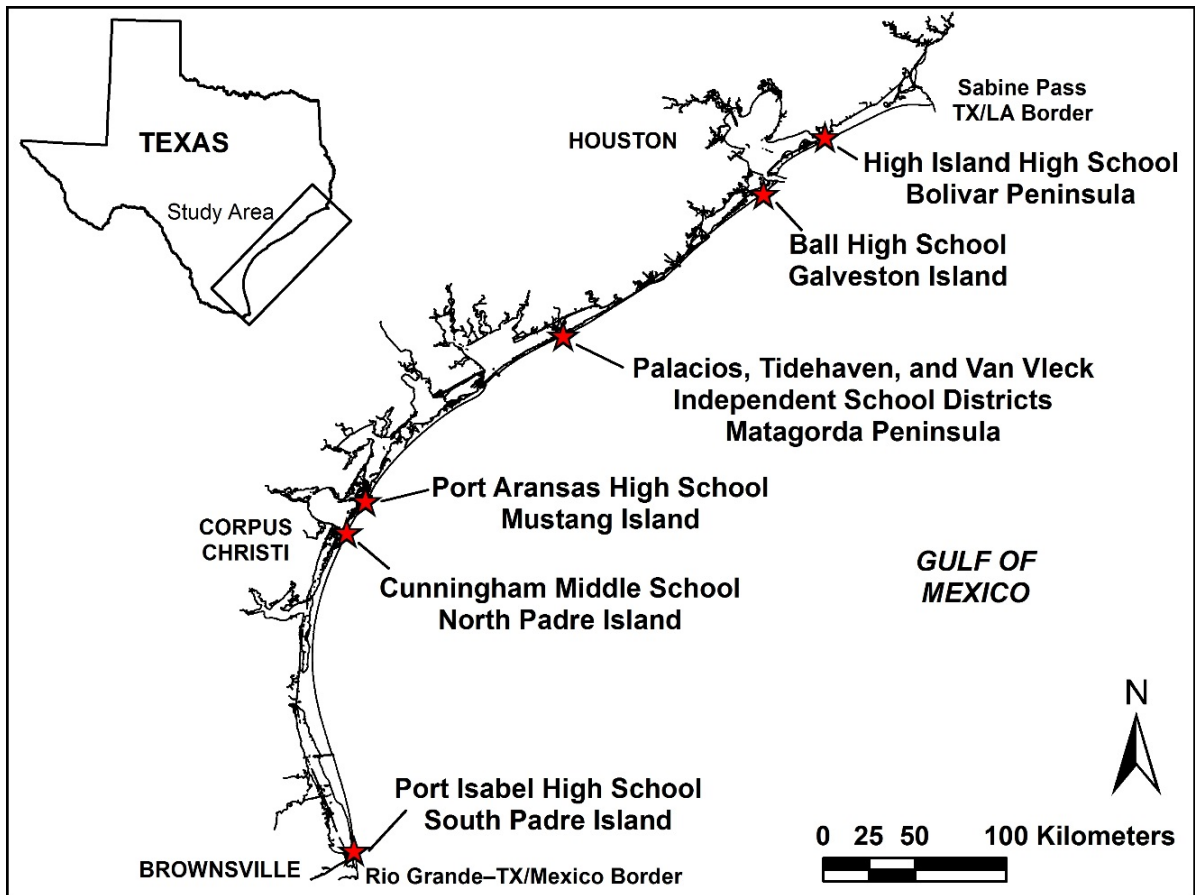 TEXAS
Study Area
Sabine Pass
TX/LA Border
HOUSTON
High Island High School
Bolivar Peninsula
Ball High School
Galveston Island
Palacios, Tidehaven, and Van Vleck
Independent School Districts
Matagorda Peninsula
Port Aransas High School
Mustang Island
CORPUS
CHRISTI
Cunningham Middle School
North Padre Island
GULF OF
MEXICO
N
Port Isabel High School
South Padre Island
0 25 50 100 Kilometers
BROWNSVILLE
Rio Grande–TX/Mexico Border